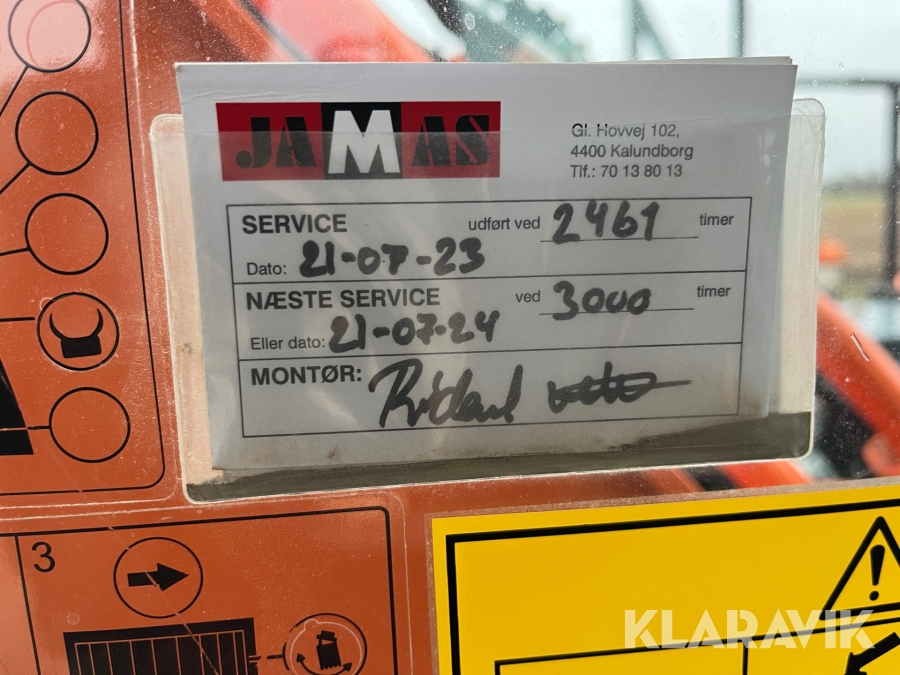 JAMAS
Gl. Hovvej 102,
4400 Kalundborg
Tlf.: 70 13 80 13
SERVICE udført ved 2461 timer
Dato: 21-07-23
NÆSTE SERVICE ved 3000 timer
Eller dato: 21-07-24
MONTØR:
3
KLARAVIK